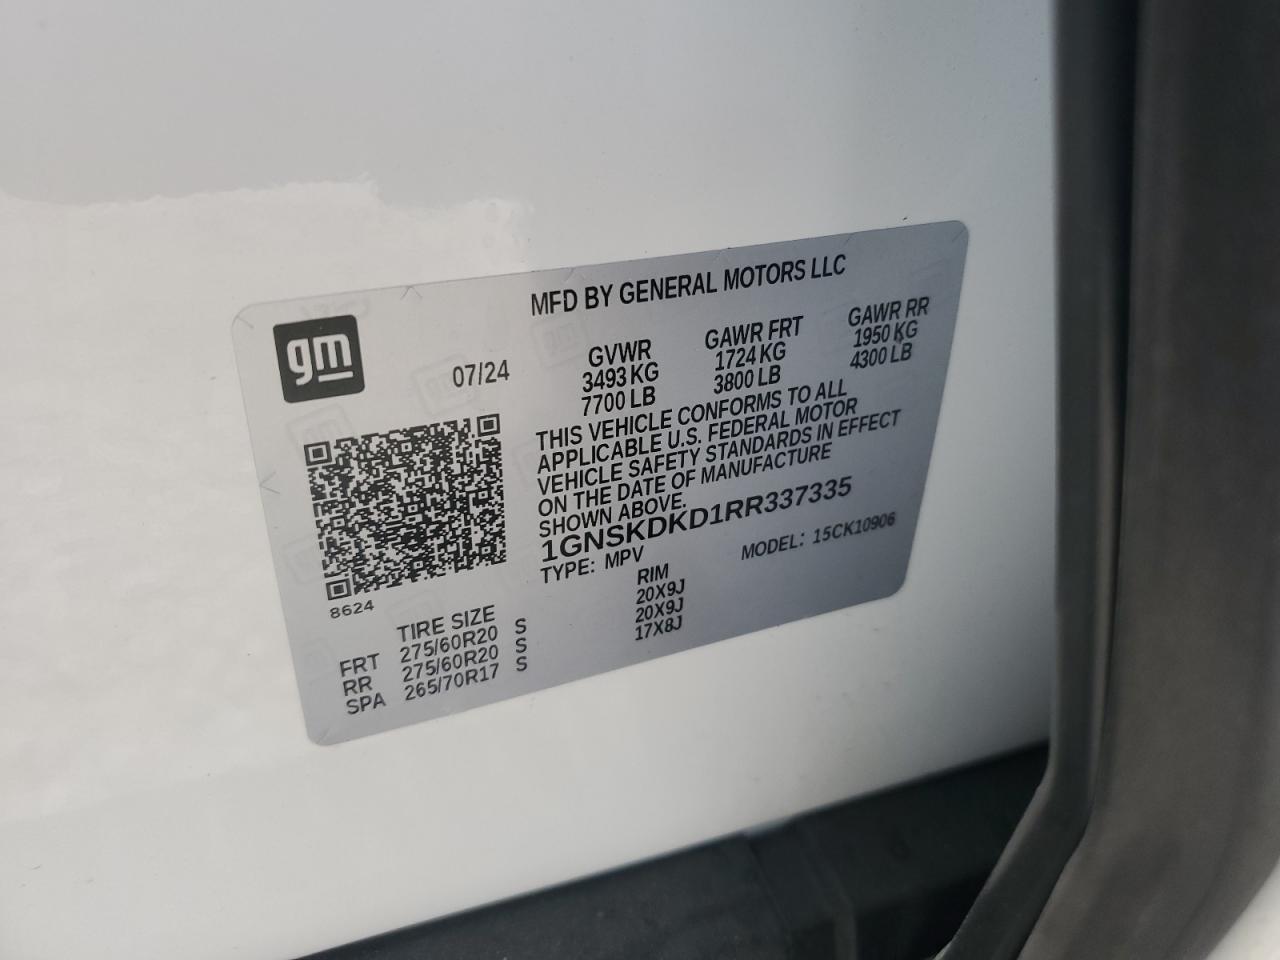 MFD BY GENERAL MOTORS LLC
gm
07/24
GVWR GAWR FRT GAWR RR
3493 KG 1724 KG 1950 KG
7700 LB 3800 LB 4300 LB
THIS VEHICLE CONFORMS TO ALL
APPLICABLE U.S. FEDERAL MOTOR
VEHICLE SAFETY STANDARDS IN EFFECT
ON THE DATE OF MANUFACTURE
SHOWN ABOVE.
1GNSKDKD1RR337335
TYPE: MPV MODEL: 15CK10906
8624
TIRE SIZE RIM
FRT 275/60R20 S 20X9J
RR 275/60R20 S 20X9J
SPA 265/70R17 S 17X8J